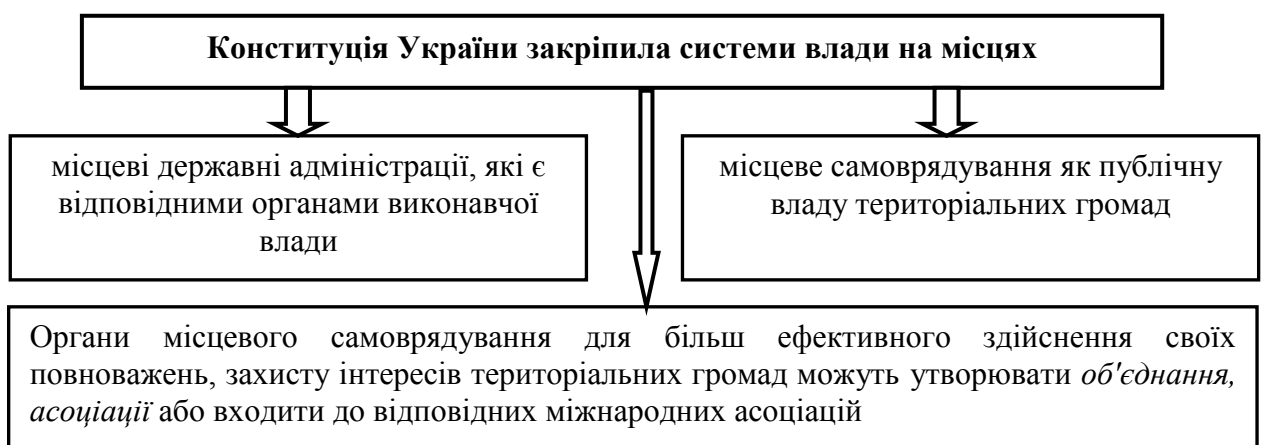 Конституція України закріпила системи влади на місцях
місцеві державні адміністрації, які є
відповідними органами виконавчої
влади
місцеве самоврядування як публічну
владу територіальних громад
Органи місцевого самоврядування для більш ефективного здійснення своїх
повноважень, захисту інтересів територіальних громад можуть утворювати об'єднання,
асоціації або входити до відповідних міжнародних асоціацій